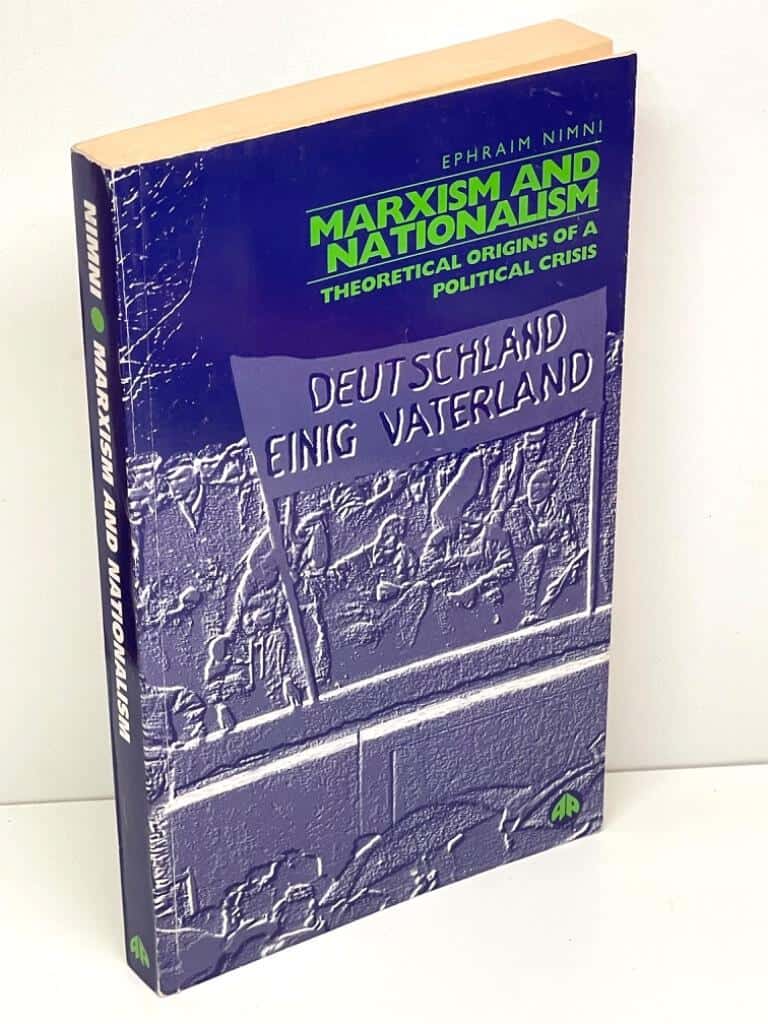 EPHRAIM NIMNI
MARXISM AND
NATIONALISM
THEORETICAL ORIGINS OF A
POLITICAL CRISIS
DEUTSCHLAND
EINIG VATERLAND
NIMNI ● MARXISM AND NATIONALISM